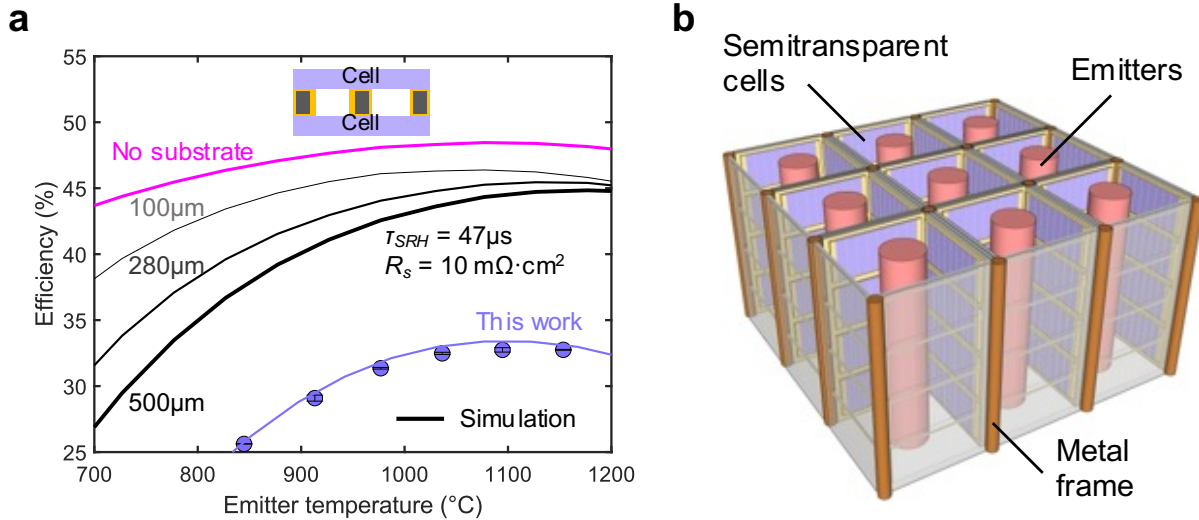 a
55
50
45
40
35
30
25
Efficiency (%)
Cell
Cell
No substrate
100μm
280μm
500μm
τSRH = 47μs
Rs = 10 mΩ·cm²
This work
Simulation
700
800
900
1000
1100
1200
Emitter temperature (°C)
b
Semitransparent
cells
Emitters
Metal
frame